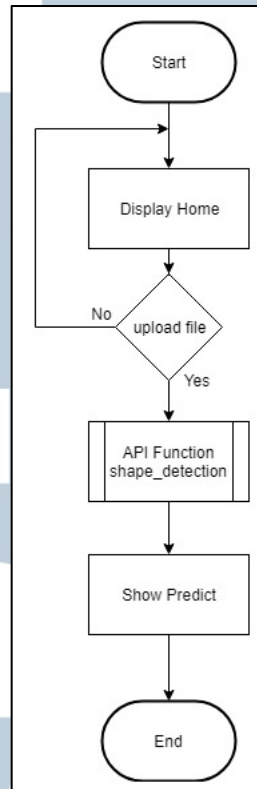 Start
Display Home
upload file
No
Yes
API Function
shape_detection
Show Predict
End